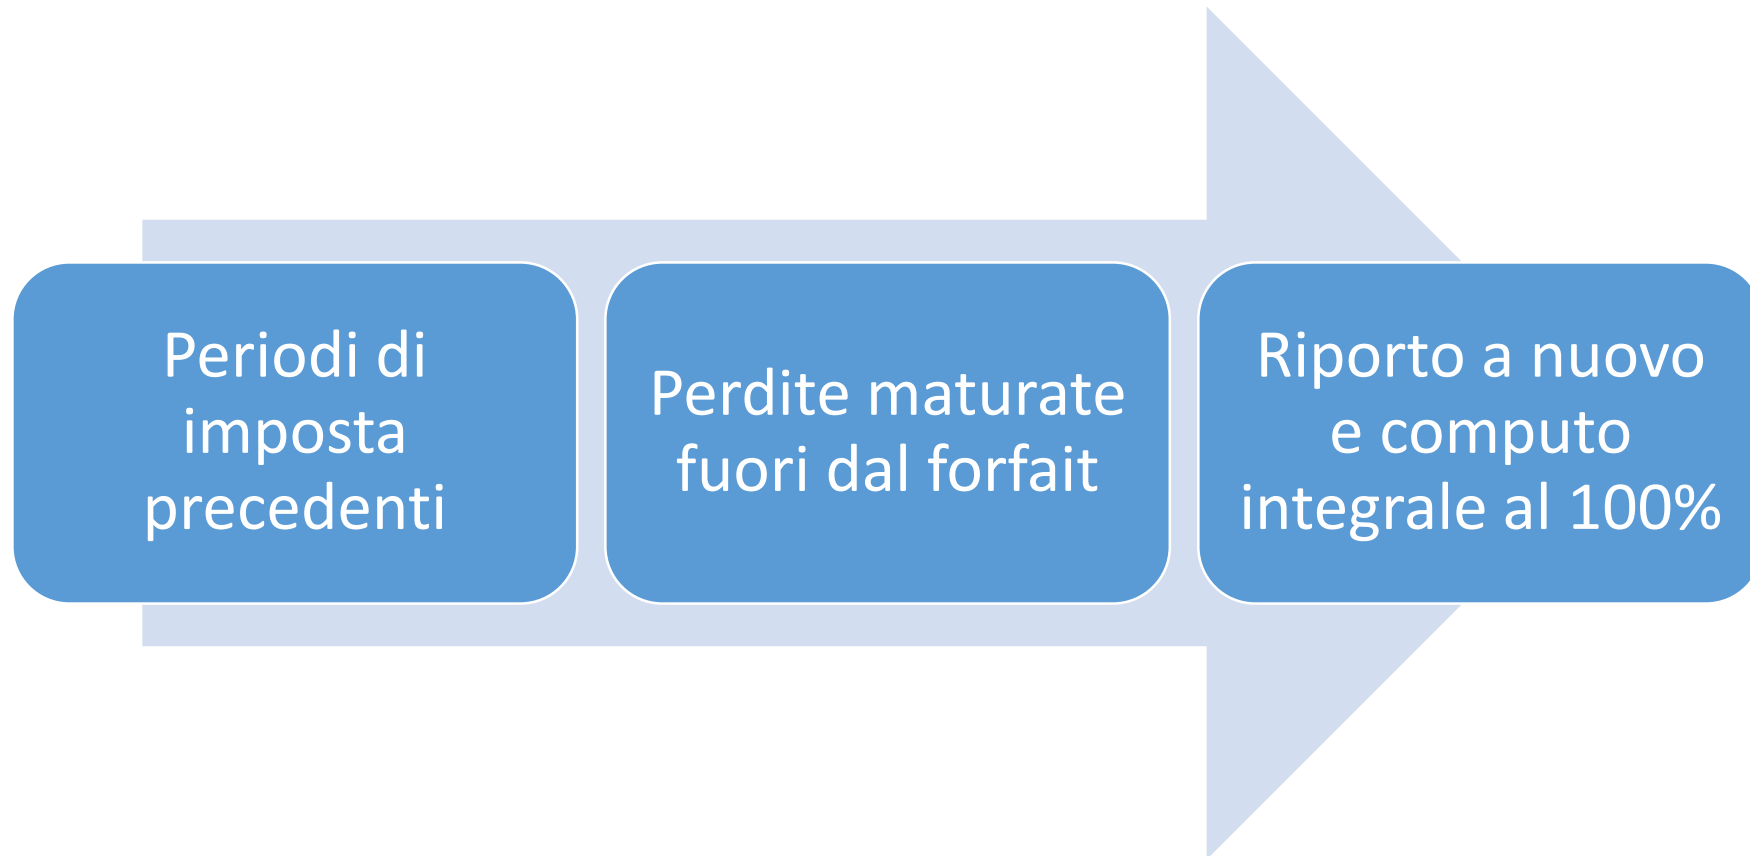 Periodi di
imposta
precedenti
Perdite maturate
fuori dal forfait
Riporto a nuovo
e computo
integrale al 100%